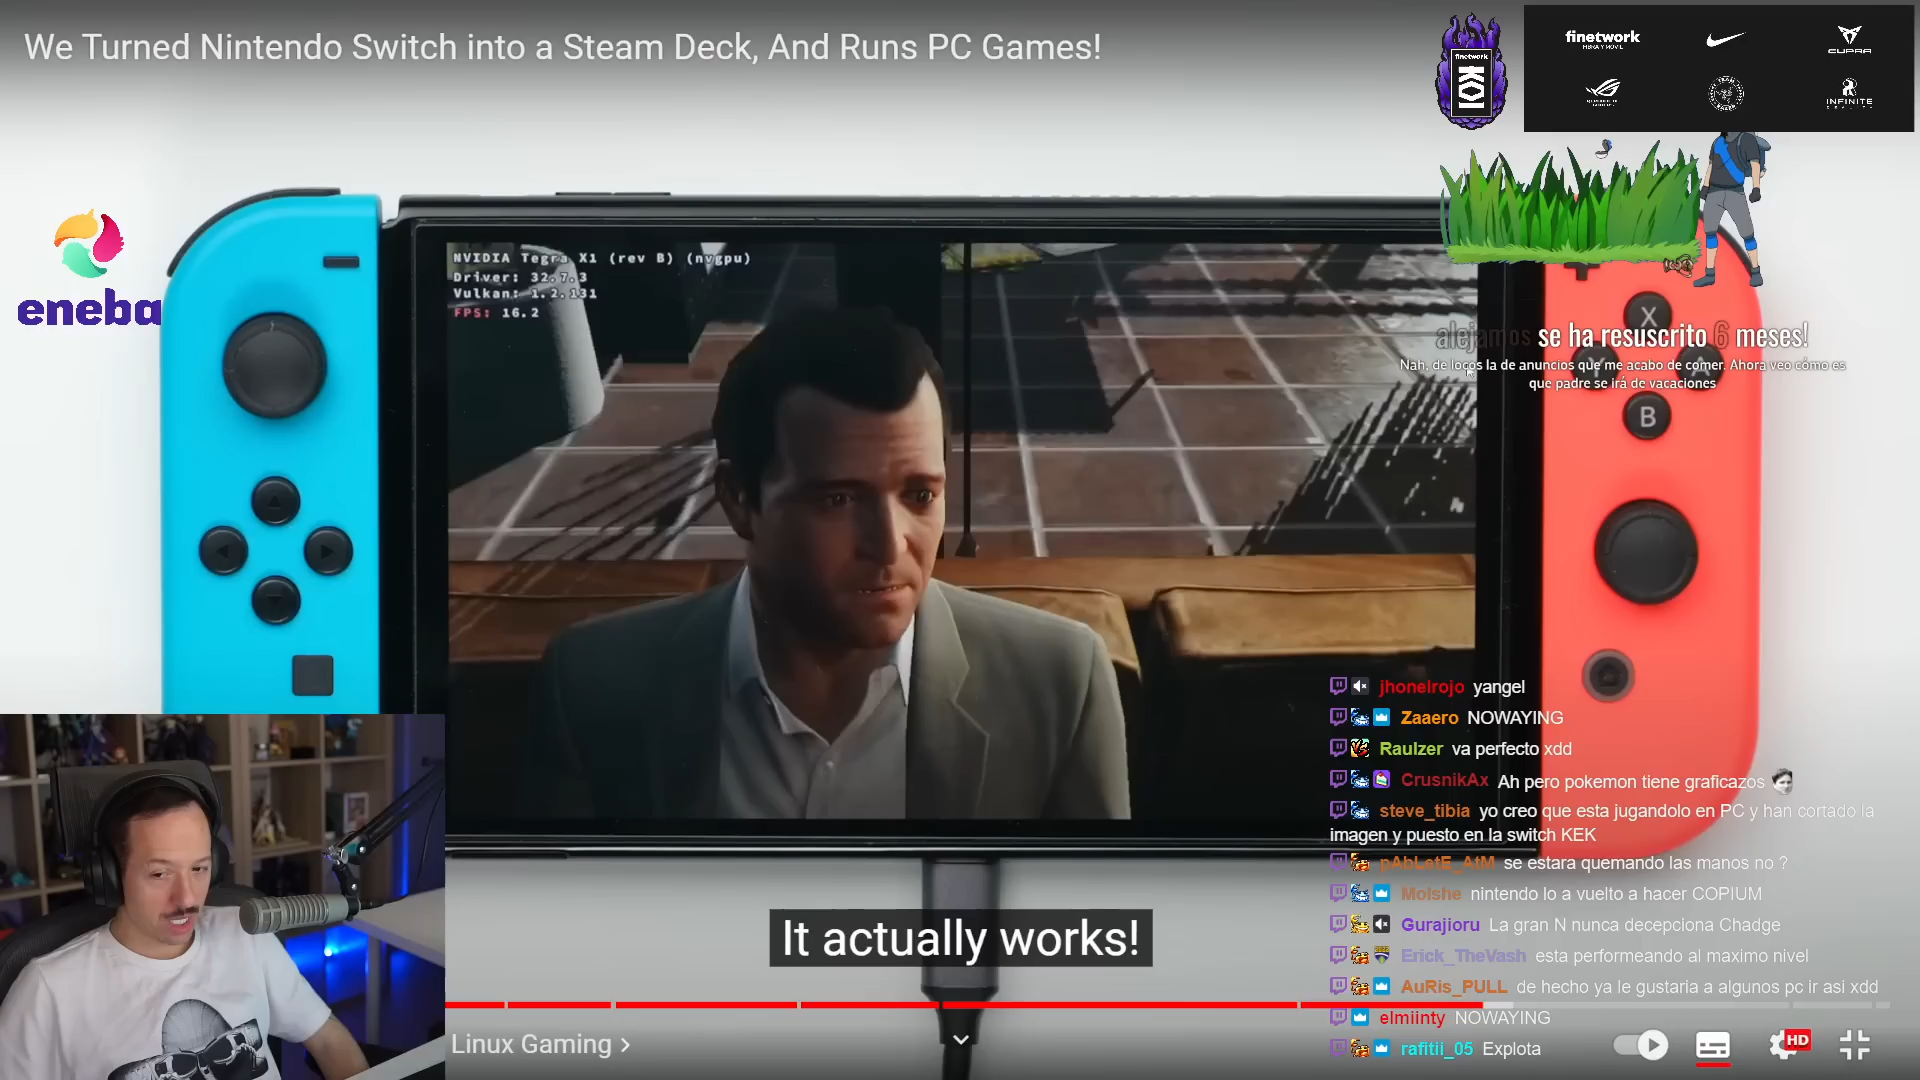 We Turned Nintendo Switch into a Steam Deck, And Runs PC Games!
finetwork
CUPRA
finetwork
KOI
INFINITE
eneba
NVIDIA Tegra X1 (rev B) (nvgpu)
Driver: 32.7.3
Vulkan: 1.2.131
FPS: 16.2
X
Y
A
B
alejamos se ha resuscrito 6 meses!
Nah, de locos la de anuncios que me acabo de comer. Ahora veo cómo es
que padre se irá de vacaciones
jhonelrojo yangel
Zaaero NOWAYING
Raulzer va perfecto xdd
CrusnikAx Ah pero pokemon tiene graficazos
steve_tibia yo creo que esta jugandolo en PC y han cortado la
imagen y puesto en la switch KEK
pAbLetE_AtM se estara quemando las manos no ?
Molshe nintendo lo a vuelto a hacer COPIUM
Gurajioru La gran N nunca decepciona Chadge
Erick_TheVash esta performeando al maximo nivel
AuRis_PULL de hecho ya le gustaria a algunos pc ir asi xdd
elmiinty NOWAYING
rafitii_05 Explota
It actually works!
Linux Gaming
HD